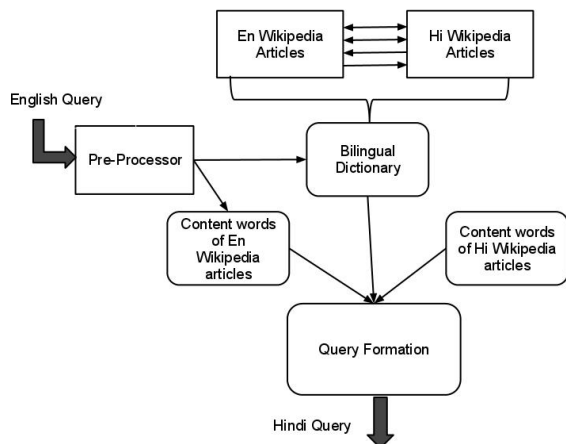 En Wikipedia
Articles
Hi Wikipedia
Articles
English Query
Pre-Processor
Bilingual
Dictionary
Content words
of En
Wikipedia
articles
Content words
of Hi Wikipedia
articles
Query Formation
Hindi Query